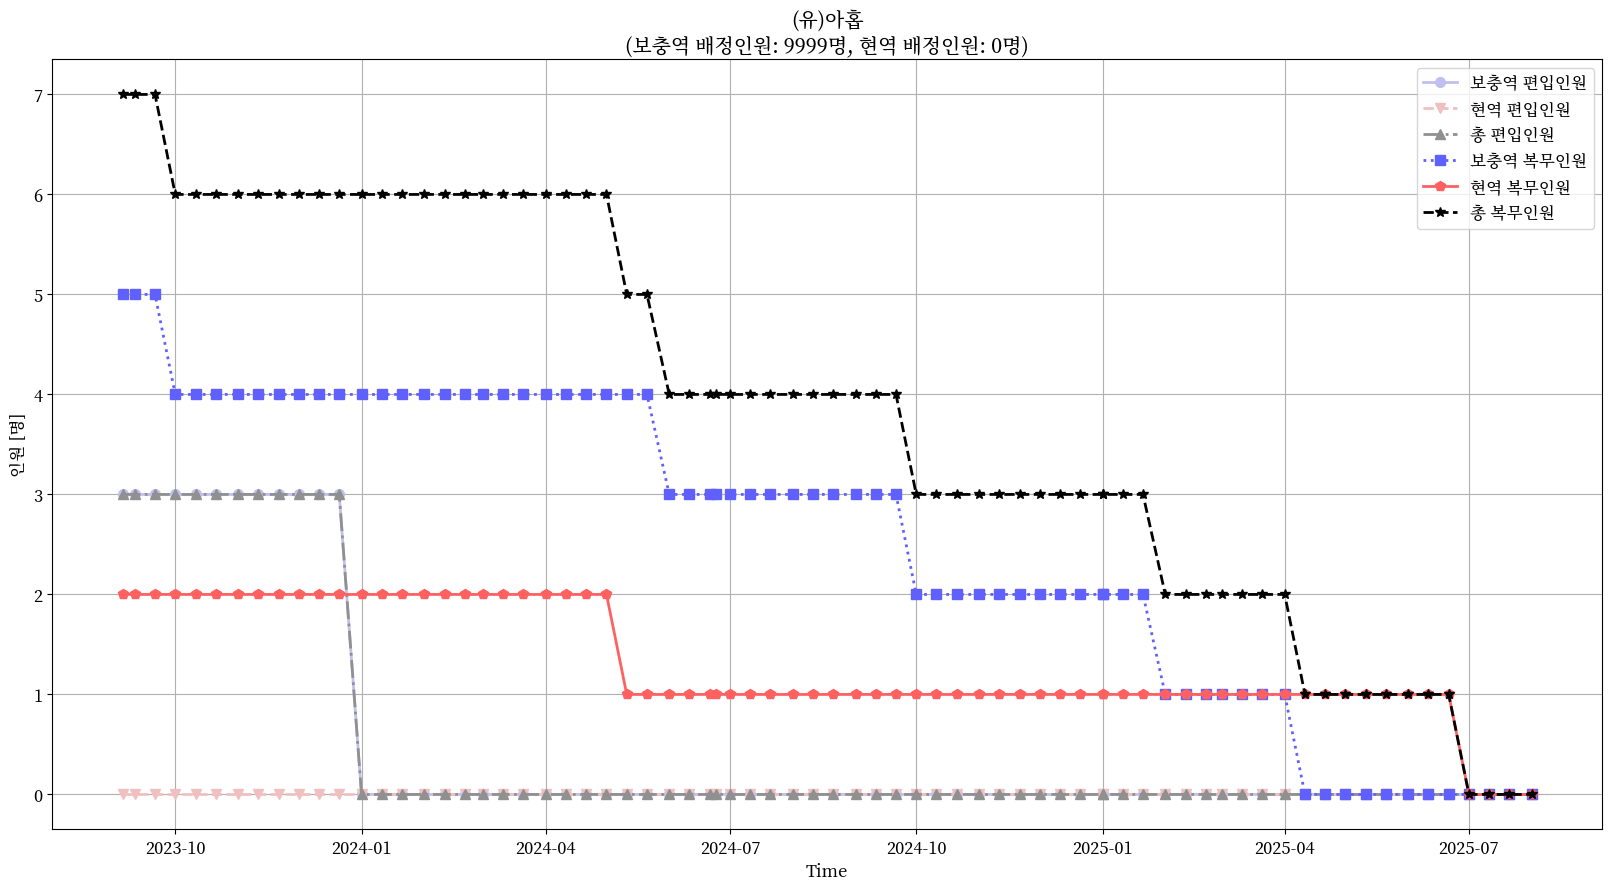 (유)아홉
(보충역 배정인원: 9999명, 현역 배정인원: 0명)
보충역 편입인원
현역 편입인원
총 편입인원
보충역 복무인원
현역 복무인원
총 복무인원
인원 [명]
7
6
5
4
3
2
1
0
2023-10
2024-01
2024-04
2024-07
2024-10
2025-01
2025-04
2025-07
Time